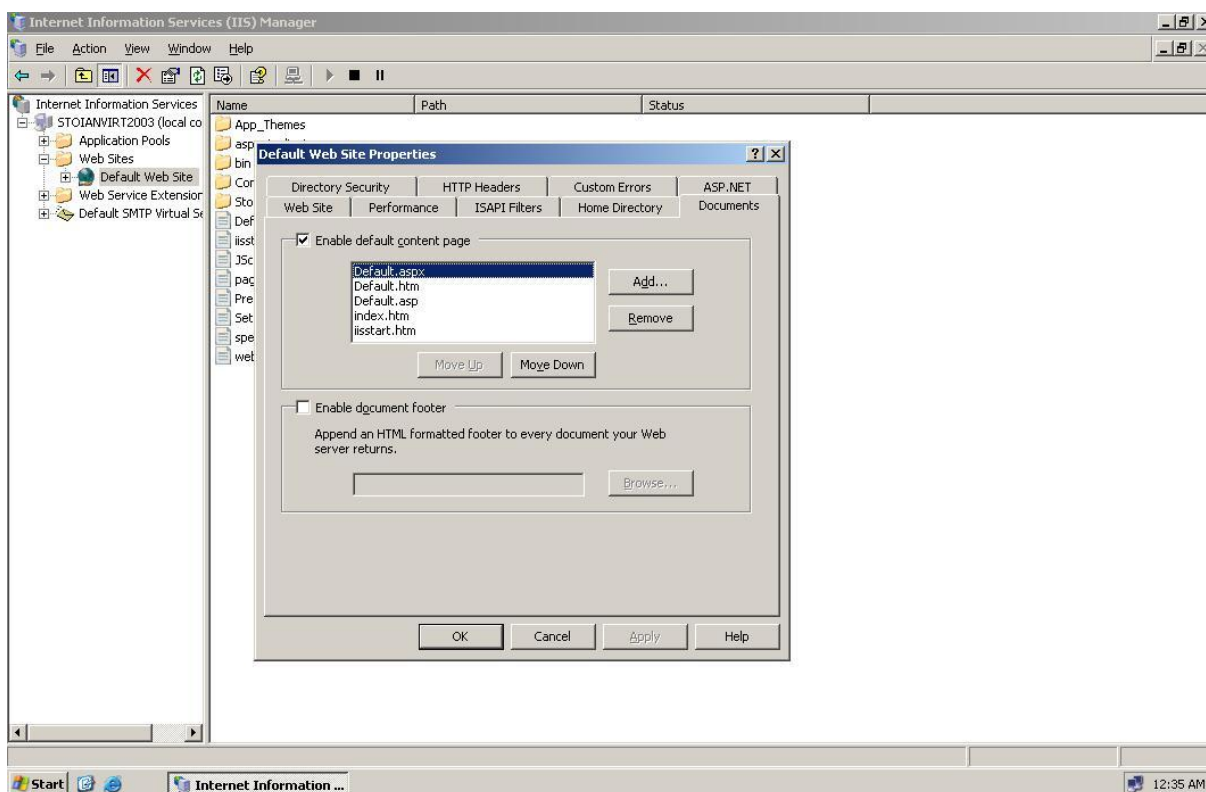 Internet Information Services (IIS) Manager
File Action View Window Help
Internet Information Services
STOIANVIRT2003 (local co
Application Pools
Web Sites
Default Web Site
Web Service Extension
Default SMTP Virtual Se
Name Path Status
App_Themes
asp
bin
Cor
Sto
Def
iisst
JSc
pag
Pre
Set
spe
web
Default Web Site Properties
Directory Security HTTP Headers Custom Errors ASP.NET
Web Site Performance ISAPI Filters Home Directory Documents
Enable default content page
Default.aspx
Default.htm
Default.asp
index.htm
iisstart.htm
Add...
Remove
Move Up Move Down
Enable document footer
Append an HTML formatted footer to every document your Web
server returns.
Browse...
OK Cancel Apply Help
Start Internet Information ... 12:35 AM